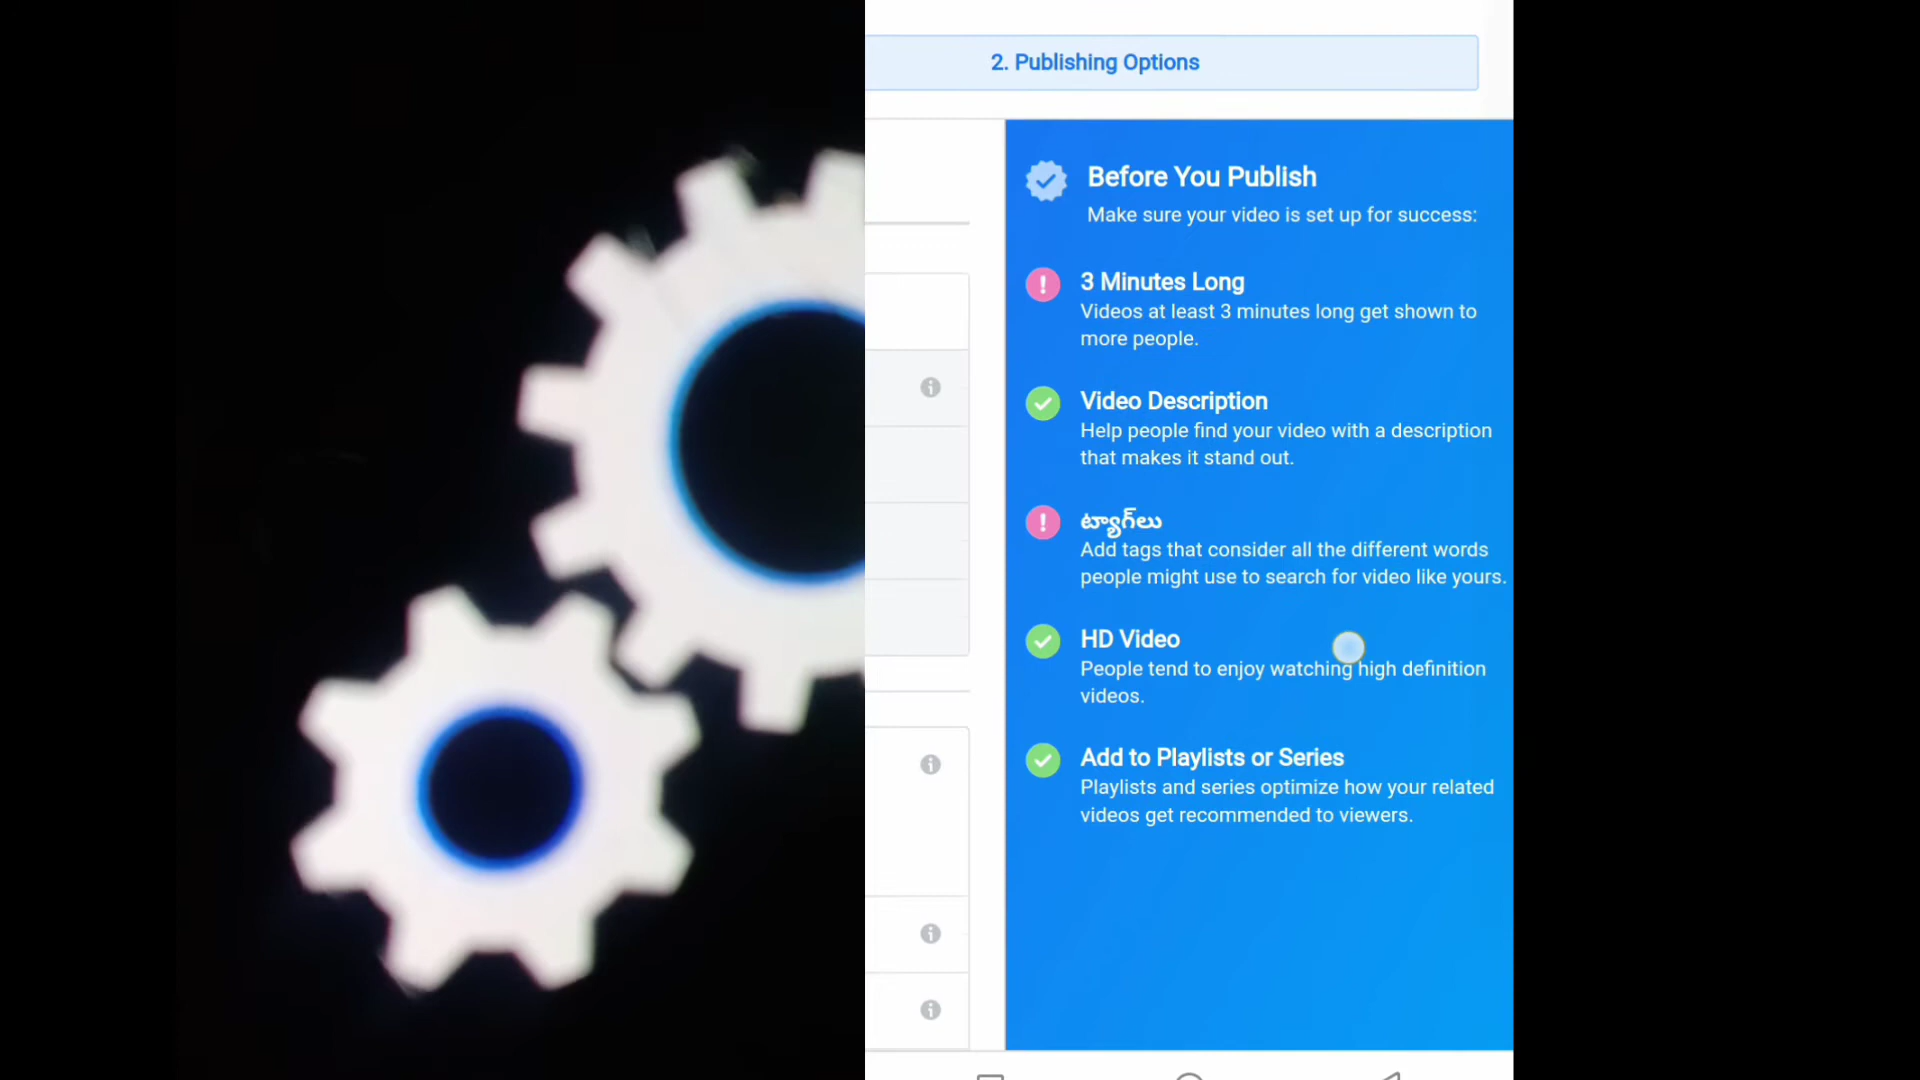 2. Publishing Options
Before You Publish
Make sure your video is set up for success:
3 Minutes Long
Videos at least 3 minutes long get shown to
more people.
Video Description
Help people find your video with a description
that makes it stand out.
ట్యాగ్‌లు
Add tags that consider all the different words
people might use to search for video like yours.
HD Video
People tend to enjoy watching high definition
videos.
Add to Playlists or Series
Playlists and series optimize how your related
videos get recommended to viewers.